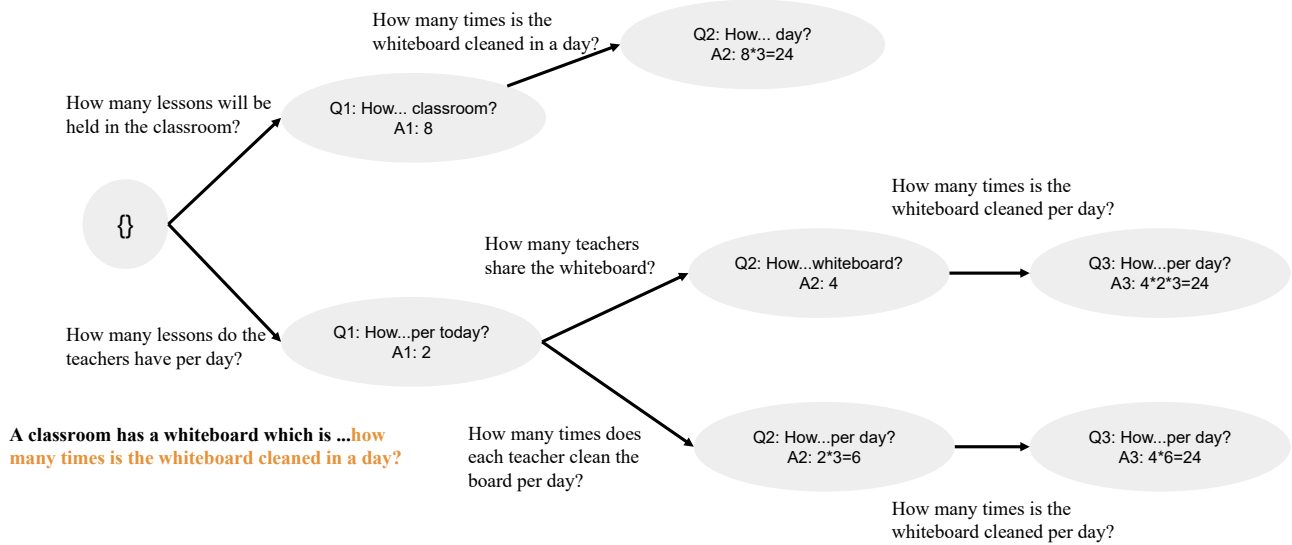 How many times is the
whiteboard cleaned in a day?
Q2: How... day?
A2: 8*3=24
How many lessons will be
held in the classroom?
Q1: How... classroom?
A1: 8
{}
How many times is the
whiteboard cleaned per day?
How many teachers
share the whiteboard?
Q2: How...whiteboard?
A2: 4
Q3: How...per day?
A3: 4*2*3=24
How many lessons do the
teachers have per day?
Q1: How...per today?
A1: 2
A classroom has a whiteboard which is ...how
many times is the whiteboard cleaned in a day?
How many times does
each teacher clean the
board per day?
Q2: How...per day?
A2: 2*3=6
Q3: How...per day?
A3: 4*6=24
How many times is the
whiteboard cleaned per day?